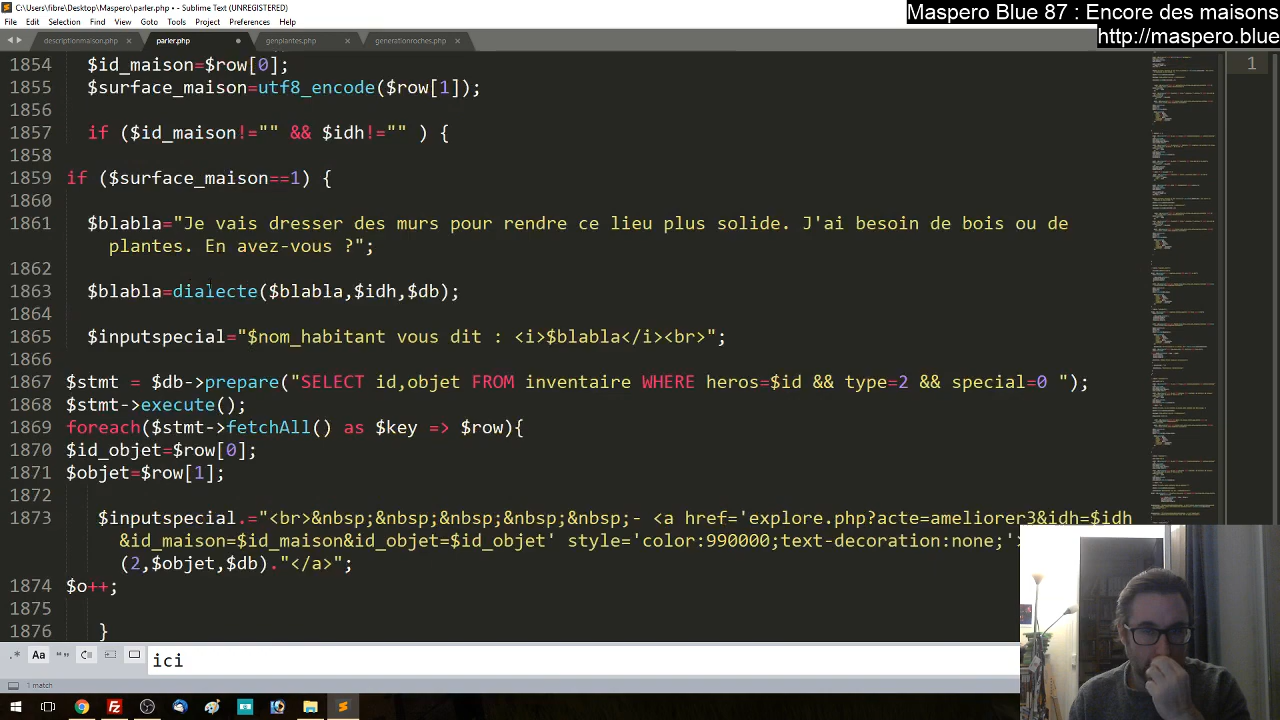 C:\Users\fibre\Desktop\Maspero\parler.php • - Sublime Text (UNREGISTERED)
Maspero Blue 87 : Encore des maisons
File Edit Selection Find View Goto Tools Project Preferences Help
http://maspero.blue
descriptionmaison.php × parler.php • genplantes.php × generationroches.php ×
1854 $id_maison=$row[0];
1
1855 $surface_maison=utf8_encode($row[1]);
1856
1857 if ($id_maison!="" && $idh!="" ) {
1858
1859 if ($surface_maison==1) {
1860
1861 $blabla="Je vais dresser des murs pour rendre ce lieu plus solide. J'ai besoin de bois ou de
plantes. En avez-vous ?";
1862
1863 $blabla=dialecte($blabla,$idh,$db);
1864
1865 $inputspecial="$nom_habitant vous dit : <i>$blabla</i><br>";
1866
1867 $stmt = $db->prepare("SELECT id,objet FROM inventaire WHERE heros=$id && type=2 && special=0 ");
1868 $stmt->execute();
1869 foreach($stmt->fetchAll() as $key => $row){
1870 $id_objet=$row[0];
1871 $objet=$row[1];
1872
1873 $inputspecial.="<br>&nbsp;&nbsp;&nbsp;&nbsp;&nbsp;- <a href='explore.php?acte=ameliorer3&idh=$idh
&id_maison=$id_maison&id_objet=$id_objet' style='color:990000;text-decoration:none;'>
(2,$objet,$db)."</a>";
1874 $o++;
1875
1876 }
.* Aa "" ici
1 match